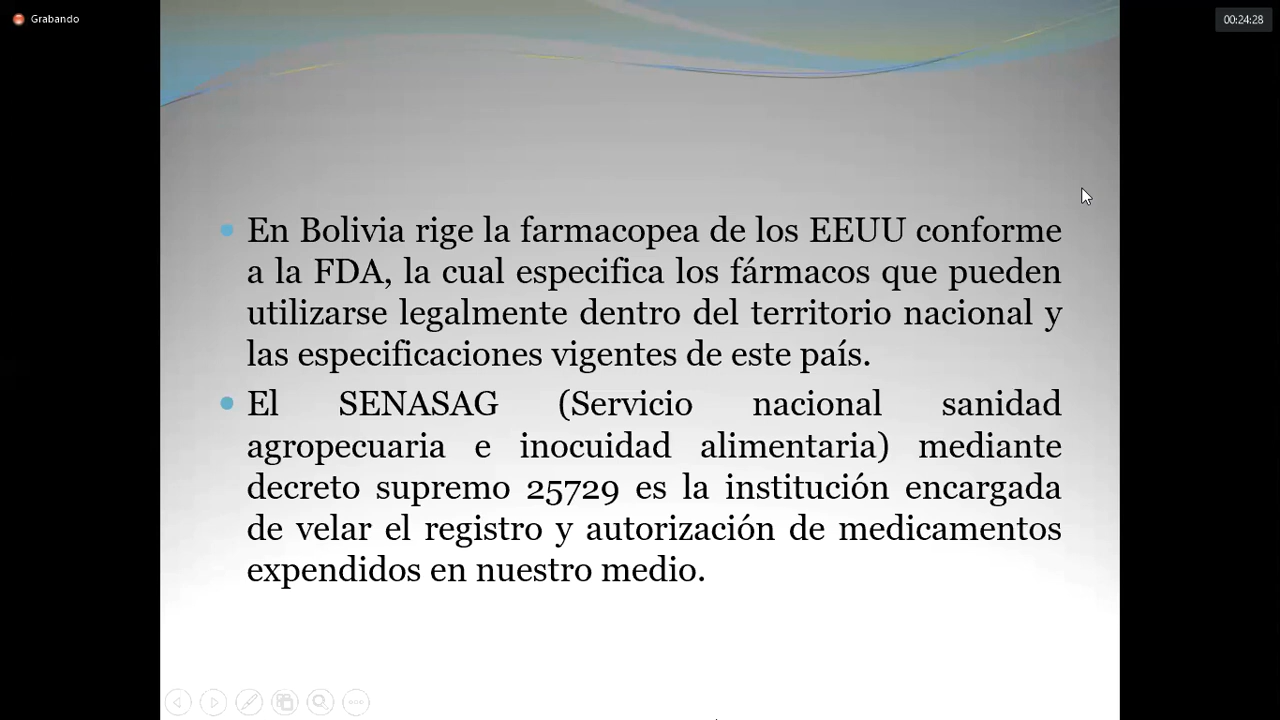 Grabando
00:24:28
En Bolivia rige la farmacopea de los EEUU conforme
a la FDA, la cual especifica los fármacos que pueden
utilizarse legalmente dentro del territorio nacional y
las especificaciones vigentes de este país.
El SENASAG (Servicio nacional sanidad
agropecuaria e inocuidad alimentaria) mediante
decreto supremo 25729 es la institución encargada
de velar el registro y autorización de medicamentos
expendidos en nuestro medio.